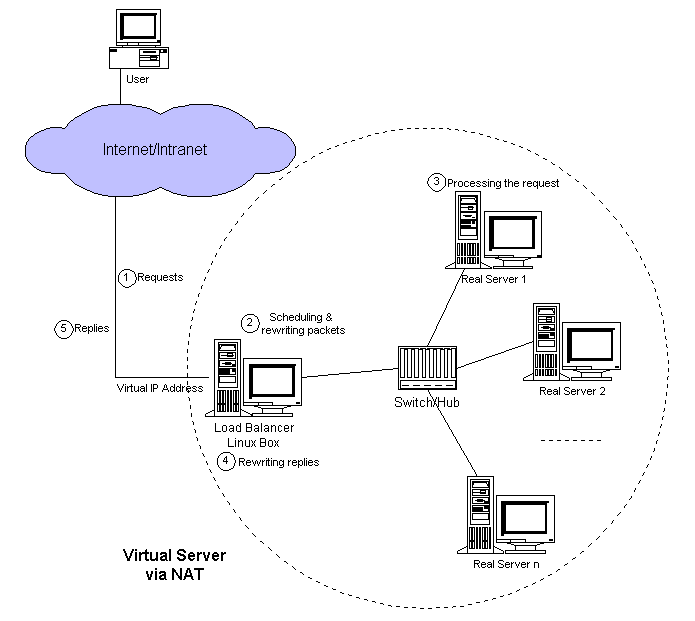 User
Internet/Intranet
3 Processing the request
Real Server 1
1 Requests
2 Scheduling &
rewriting packets
5 Replies
Virtual IP Address
Switch/Hub
Real Server 2
Load Balancer
Linux Box
4 Rewriting replies
Real Server n
Virtual Server
via NAT